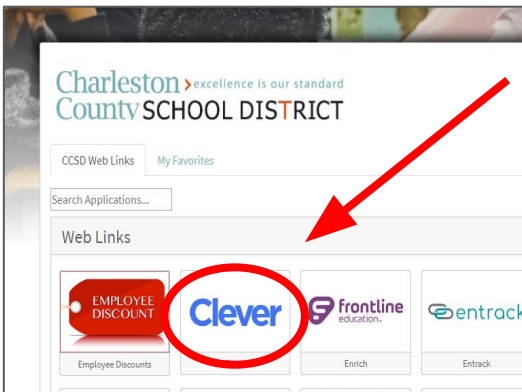 Charleston > excellence is our standard
County SCHOOL DISTRICT
CCSD Web Links My Favorites
Search Applications...
Web Links
EMPLOYEE
DISCOUNT
Clever
frontline
education
entrack
Employee Discounts
Enrich
Entrack